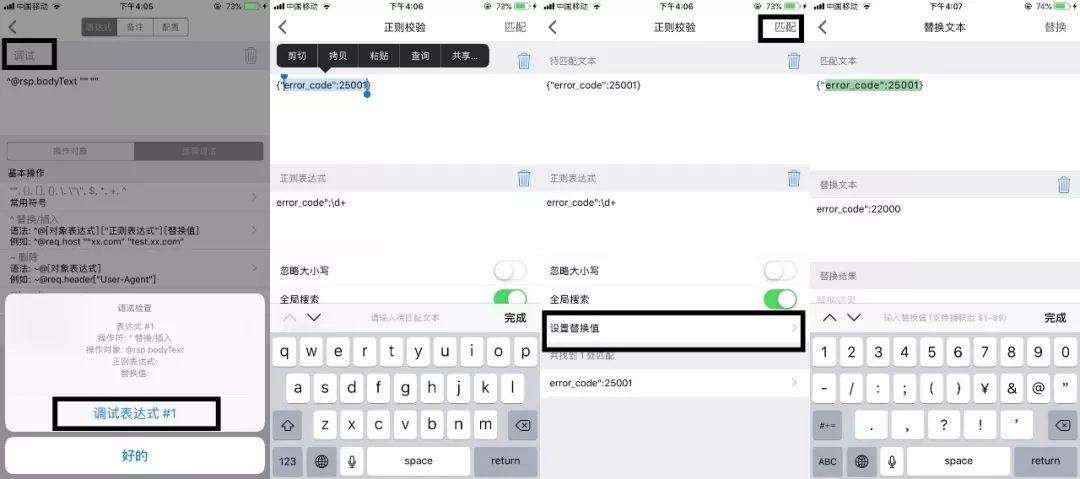 中国移动 下午4:05 73%
表达式 备注 配置
调试
^@rsp.bodyText "" ""
操作对象 选择语法
基本操作
常用符号
^ 替换/插入
语法: ^@[对象表达式]["正则表达式"][替换值]
例如: ^@req.host "^xx.com" "test.xx.com"
~ 删除
语法: ~@[对象表达式]
例如: ~@req.header["User-Agent"]
语法检查
表达式 #1
操作符: ^ 替换/插入
操作对象: @rsp.bodyText
正则表达式:
替换值:
调试表达式 #1
好的
中国移动 下午4:06 73%
正则校验 匹配
剪切 拷贝 粘贴 查询 共享...
{"error_code":25001}
正则表达式
error_code":\d+
忽略大小写
全局搜索
请输入待匹配文本 完成
q w e r t y u i o p
a s d f g h j k l
z x c v b n m
123 space return
中国移动 下午4:06 73%
正则校验 匹配
待匹配文本
{"error_code":25001}
正则表达式
error_code":\d+
忽略大小写
全局搜索
设置替换值
共找到 1 处匹配
error_code":25001
中国移动 下午4:07 74%
替换文本 替换
匹配文本
{"error_code":25001}
替换文本
error_code":22000
替换结果
替换结果
输入替换值 (支持捕获组 $1~$9) 完成
1 2 3 4 5 6 7 8 9 0
- / : ; ( ) ¥ & @ "
#+= . , ? ! '
ABC space return